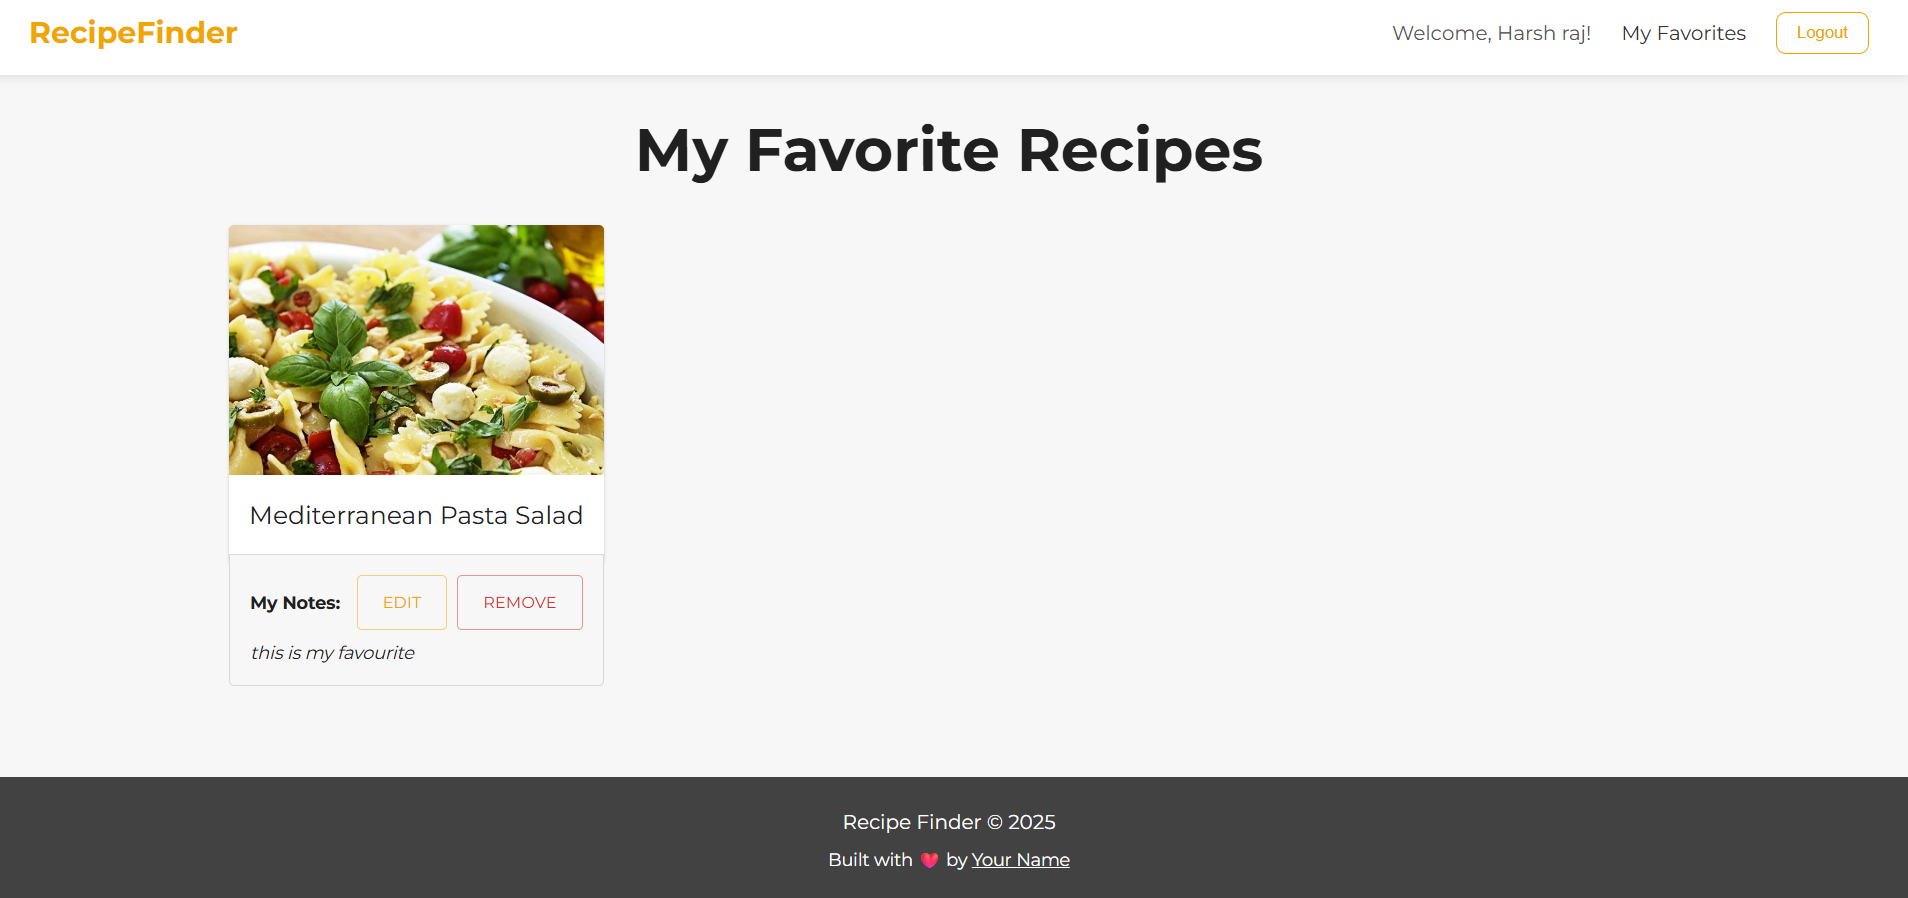 RecipeFinder
Welcome, Harsh raj! My Favorites Logout
My Favorite Recipes
Mediterranean Pasta Salad
My Notes: EDIT REMOVE
this is my favourite
Recipe Finder © 2025
Built with ❤️ by Your Name